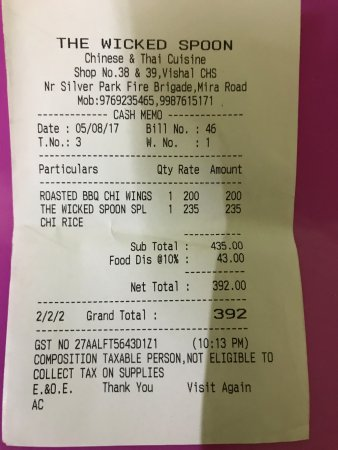 THE WICKED SPOON
Chinese & Thai Cuisine
Shop No.38 & 39,Vishal CHS
Nr Silver Park Fire Brigade,Mira Road
Mob:9769235465,9987615171
CASH MEMO
Date : 05/08/17 Bill No. : 46
T.No. : 3 W. No. : 1
Particulars Qty Rate Amount
ROASTED BBQ CHI WINGS 1 200 200
THE WICKED SPOON SPL 1 235 235
CHI RICE
Sub Total : 435.00
Food Dis @10% : 43.00
Net Total : 392.00
2/2/2 Grand Total : 392
GST NO 27AALFT5643D1Z1 (10:13 PM)
COMPOSITION TAXABLE PERSON,NOT ELIGIBLE TO
COLLECT TAX ON SUPPLIES
E.&O.E. Thank You Visit Again
AC